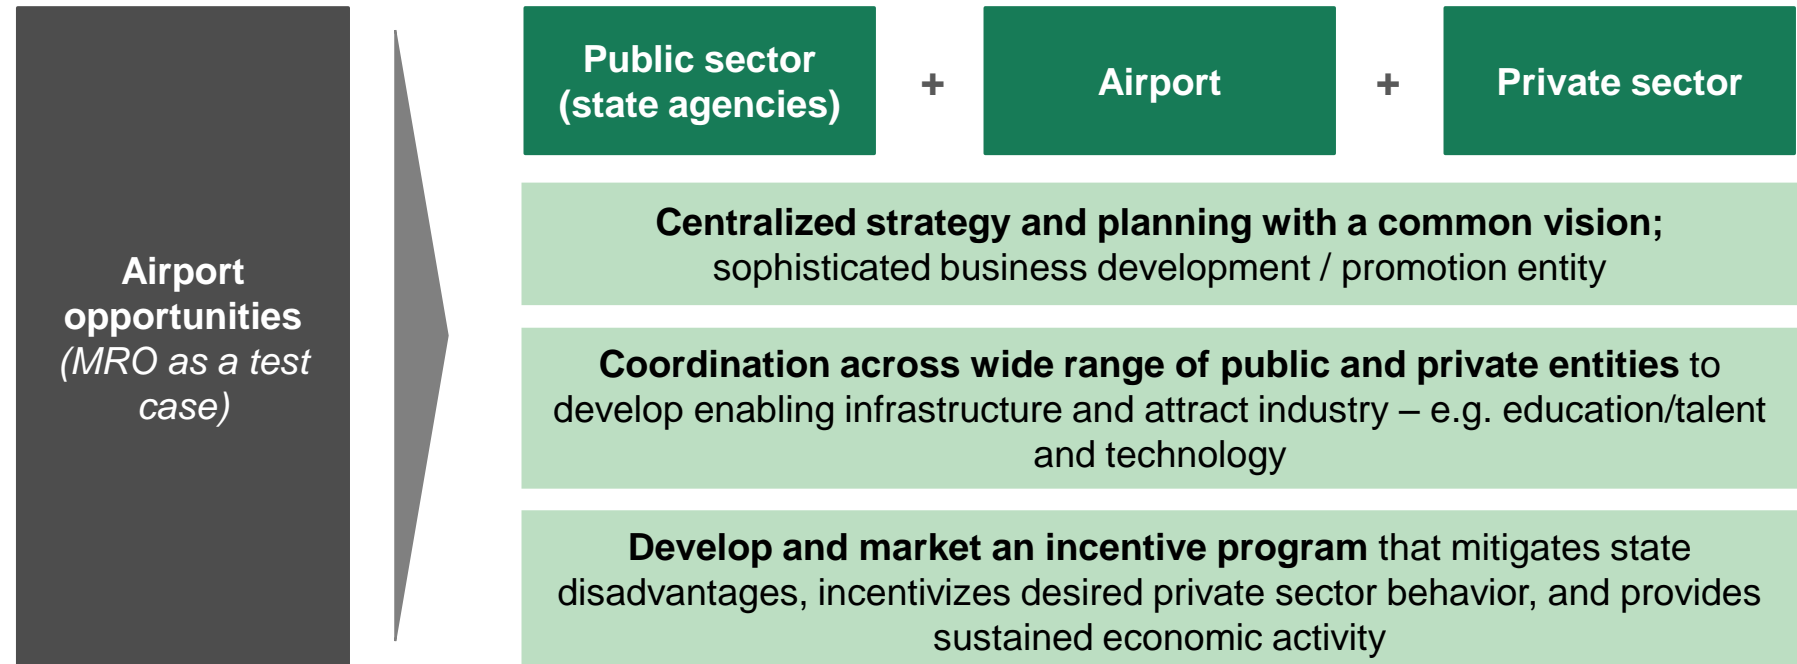 Airport
opportunities
(MRO as a test
case)
Public sector
(state agencies)
+
Airport
+
Private sector
Centralized strategy and planning with a common vision;
sophisticated business development / promotion entity
Coordination across wide range of public and private entities to
develop enabling infrastructure and attract industry – e.g. education/talent
and technology
Develop and market an incentive program that mitigates state
disadvantages, incentivizes desired private sector behavior, and provides
sustained economic activity